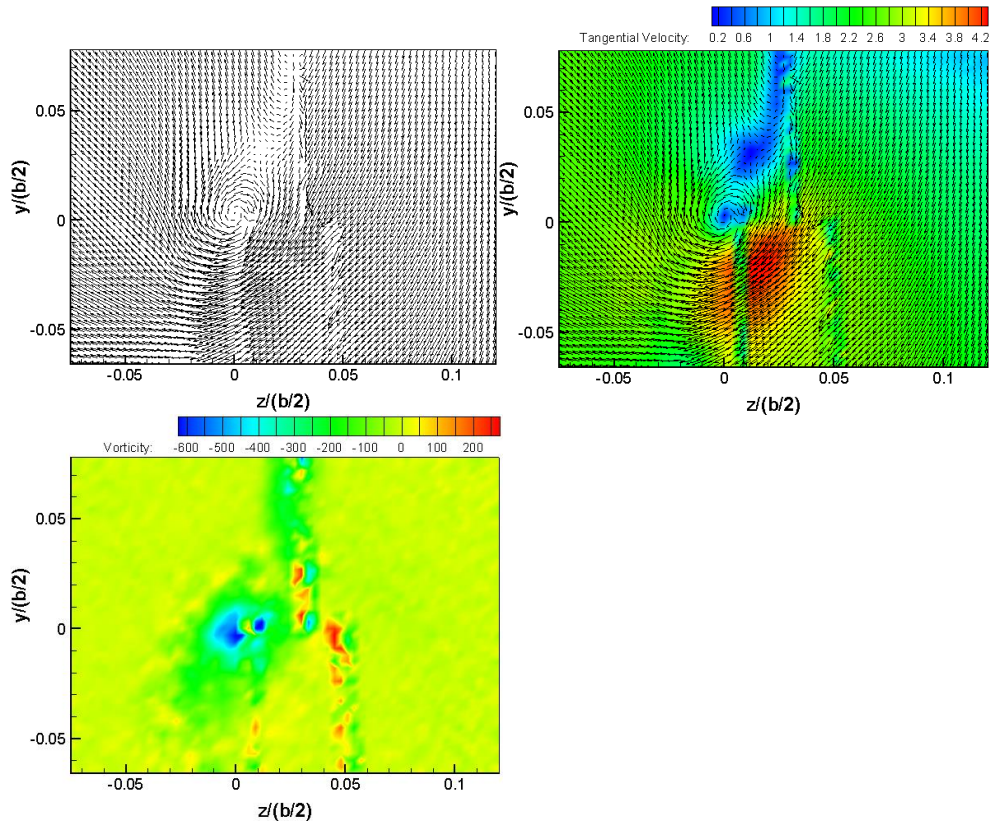 Tangential Velocity: 0.2 0.6 1 1.4 1.8 2.2 2.6 3 3.4 3.8 4.2
y/(b/2)
0.05
0
-0.05
-0.05 0 0.05 0.1
z/(b/2)
y/(b/2)
0.05
0
-0.05
-0.05 0 0.05 0.1
z/(b/2)
Vorticity: -600 -500 -400 -300 -200 -100 0 100 200
y/(b/2)
0.05
0
-0.05
-0.05 0 0.05 0.1
z/(b/2)